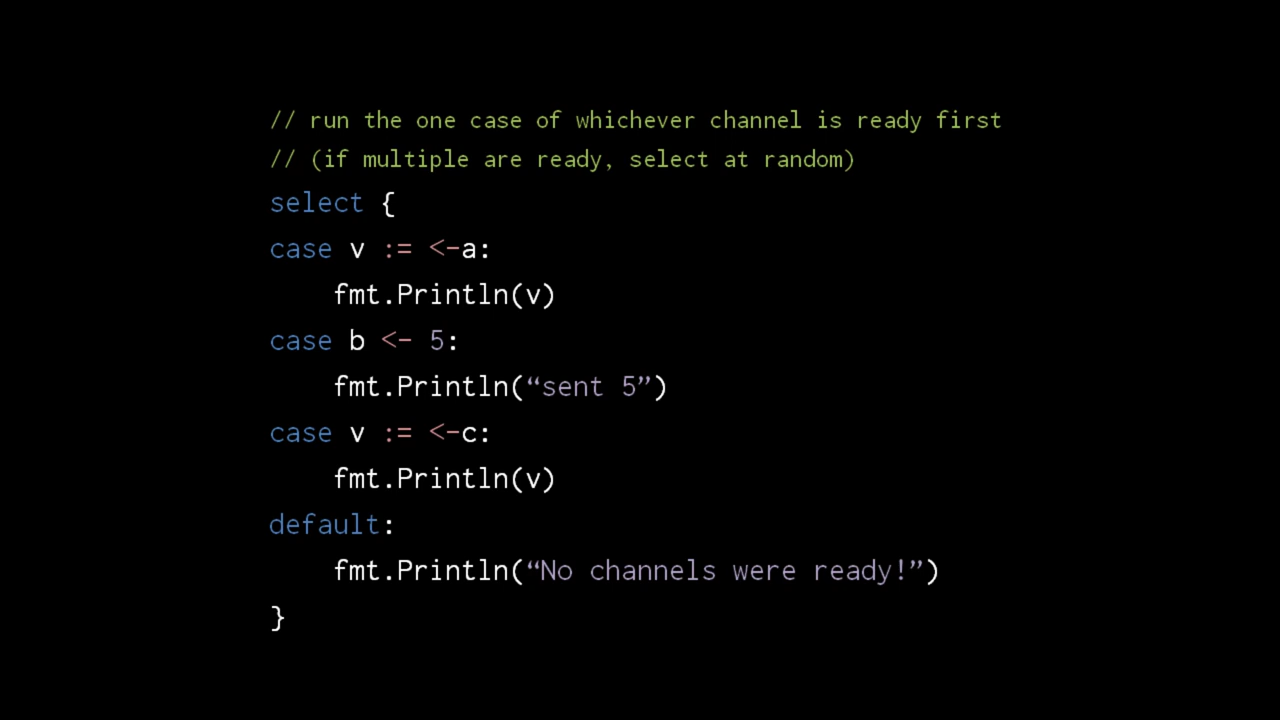 // run the one case of whichever channel is ready first
// (if multiple are ready, select at random)
select {
case v := <-a:
    fmt.Println(v)
case b <- 5:
    fmt.Println(“sent 5”)
case v := <-c:
    fmt.Println(v)
default:
    fmt.Println(“No channels were ready!”)
}